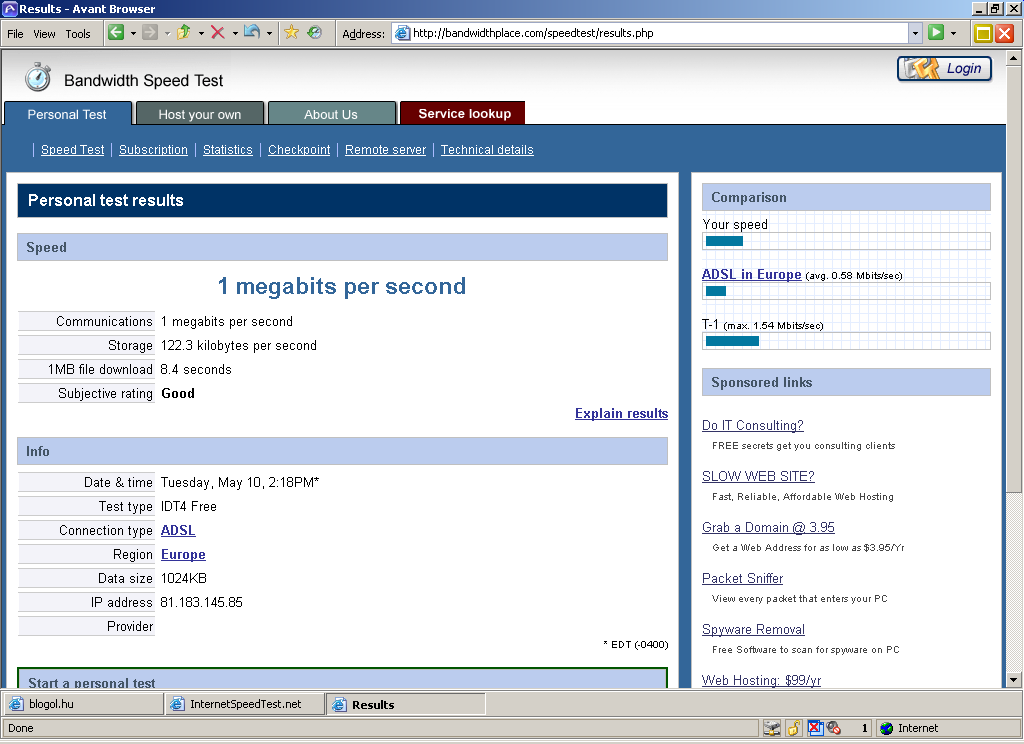 Results - Avant Browser
File View Tools Address: http://bandwidthplace.com/speedtest/results.php
Bandwidth Speed Test
Login
Personal Test Host your own About Us Service lookup
Speed Test Subscription Statistics Checkpoint Remote server Technical details
Personal test results
Speed
1 megabits per second
Communications 1 megabits per second
Storage 122.3 kilobytes per second
1MB file download 8.4 seconds
Subjective rating Good
Explain results
Info
Date & time Tuesday, May 10, 2:18PM*
Test type IDT4 Free
Connection type ADSL
Region Europe
Data size 1024KB
IP address 81.183.145.85
Provider
* EDT (-0400)
Start a personal test
Comparison
Your speed
ADSL in Europe (avg. 0.58 Mbits/sec)
T-1 (max. 1.54 Mbits/sec)
Sponsored links
Do IT Consulting?
FREE secrets get you consulting clients
SLOW WEB SITE?
Fast, Reliable, Affordable Web Hosting
Grab a Domain @ 3.95
Get a Web Address for as low as $3.95/Yr
Packet Sniffer
View every packet that enters your PC
Spyware Removal
Free Software to scan for spyware on PC
Web Hosting: $99/yr
blogol.hu InternetSpeedTest.net Results
Done 1 Internet